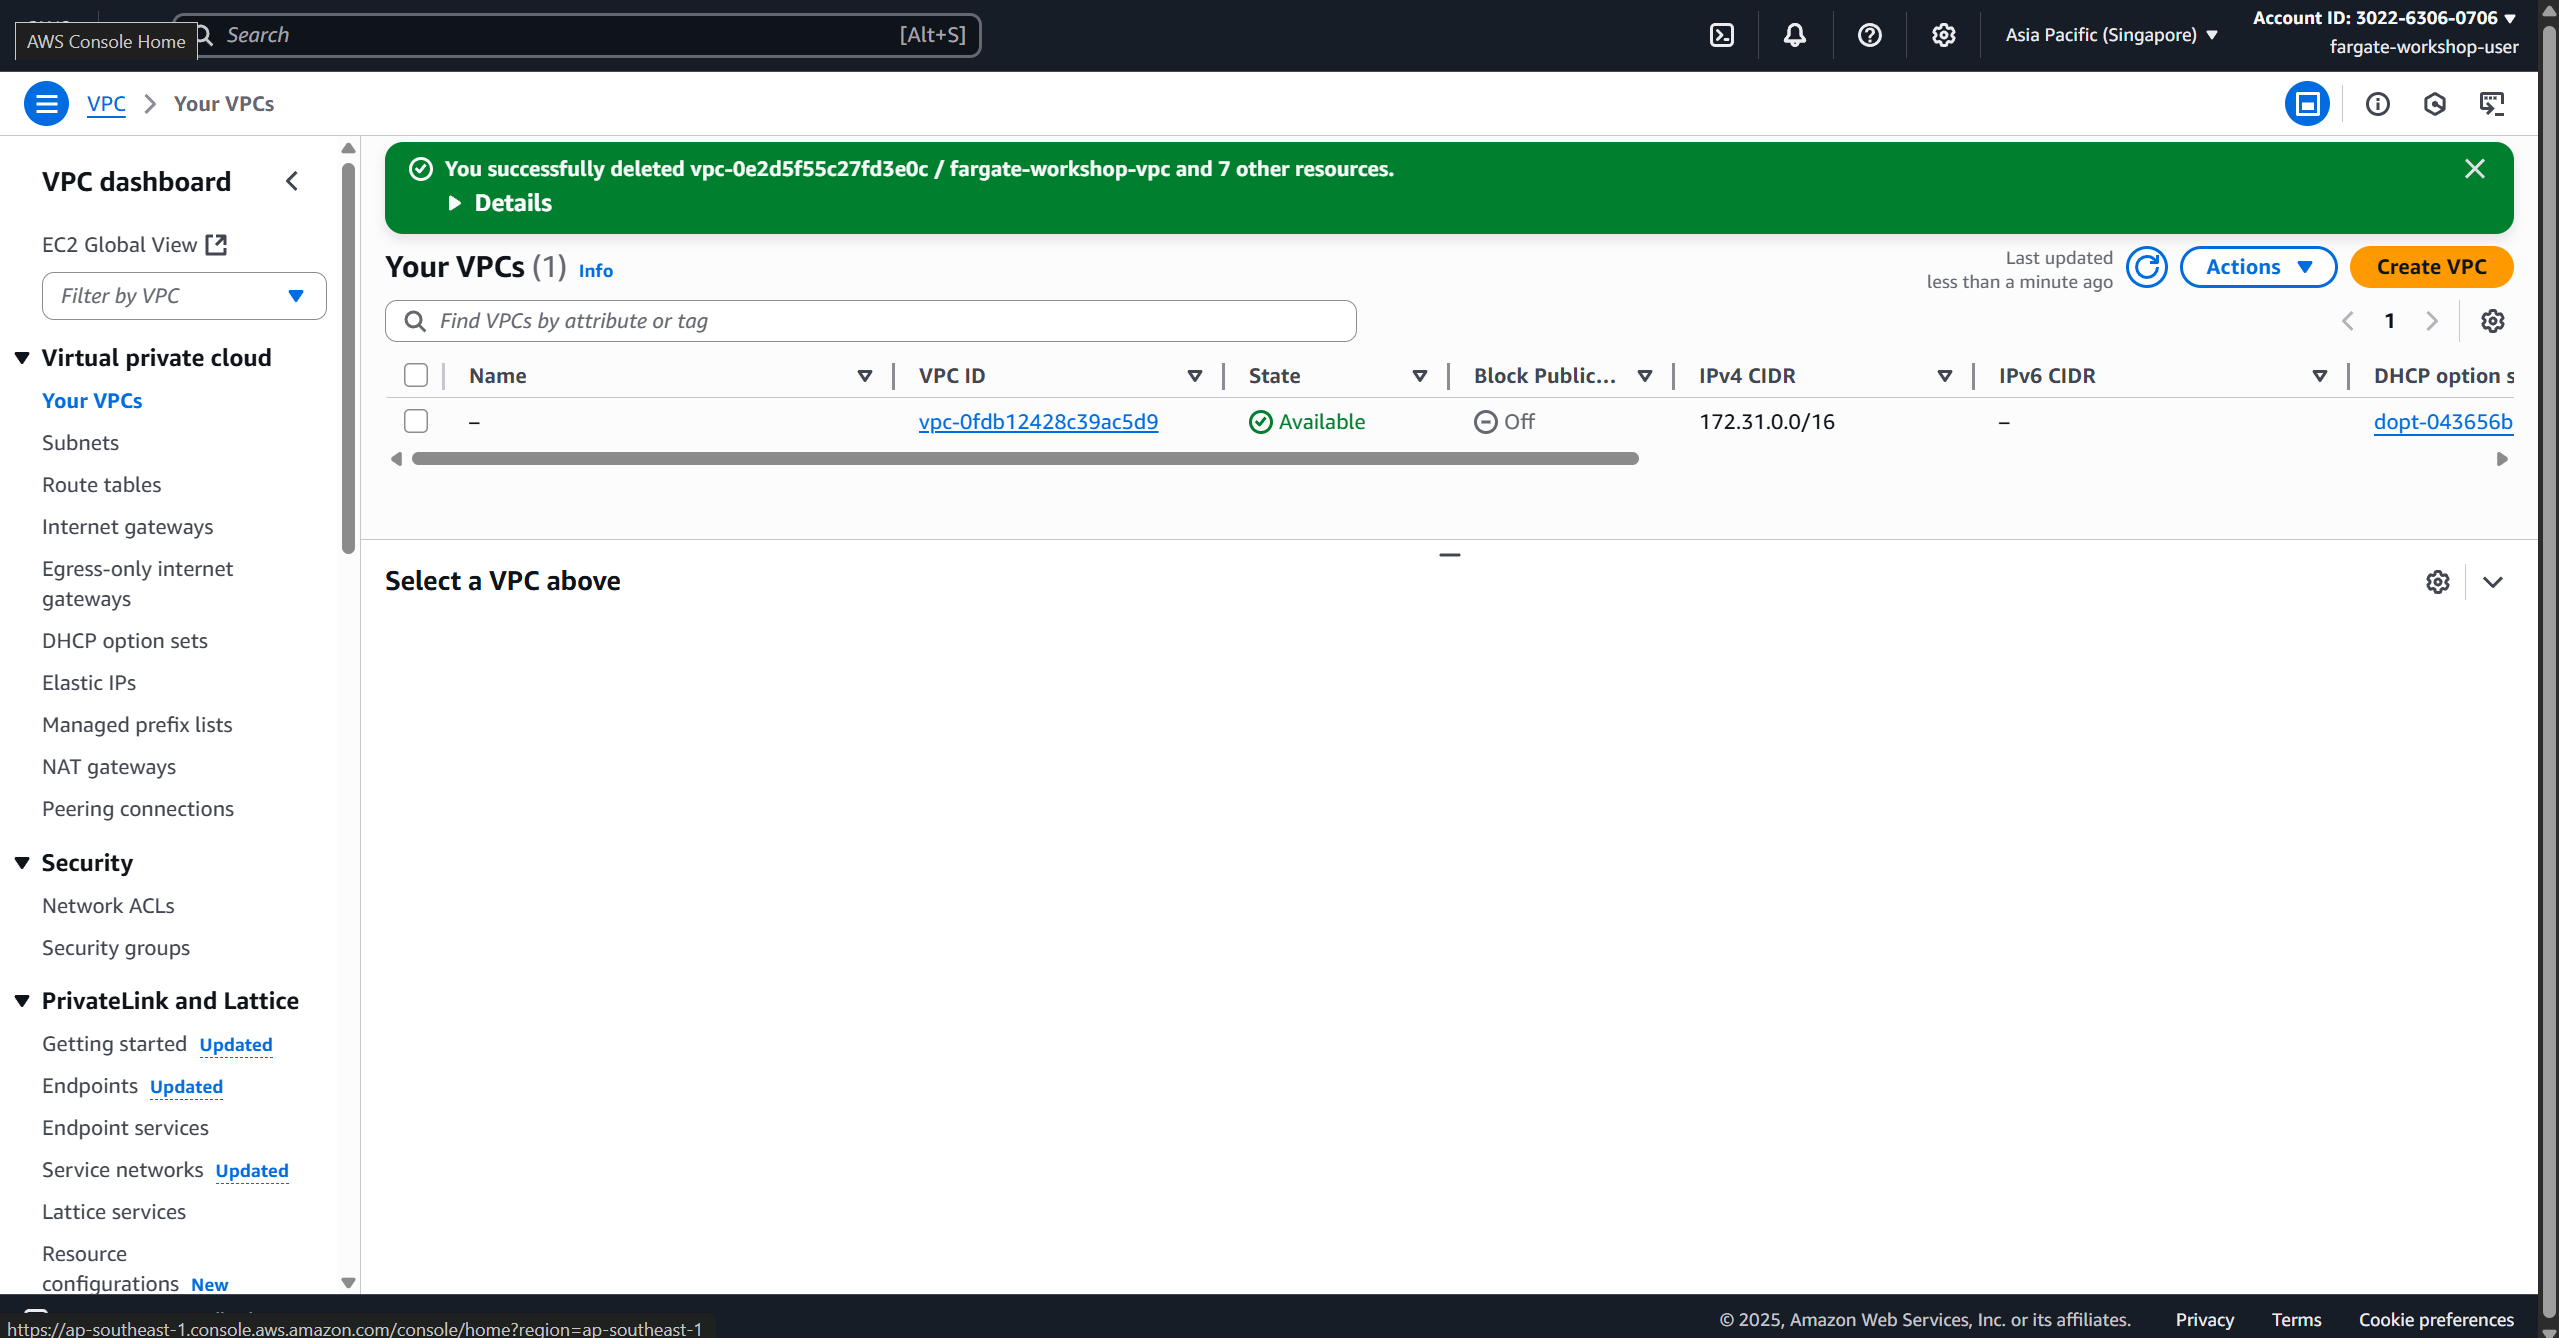 AWS Console Home
Search
[Alt+S]
Asia Pacific (Singapore)
Account ID: 3022-6306-0706
fargate-workshop-user
VPC
Your VPCs
VPC dashboard
EC2 Global View
Filter by VPC
Virtual private cloud
Your VPCs
Subnets
Route tables
Internet gateways
Egress-only internet
gateways
DHCP option sets
Elastic IPs
Managed prefix lists
NAT gateways
Peering connections
Security
Network ACLs
Security groups
PrivateLink and Lattice
Getting started Updated
Endpoints Updated
Endpoint services
Service networks Updated
Lattice services
Resource
configurations New
You successfully deleted vpc-0e2d5f55c27fd3e0c / fargate-workshop-vpc and 7 other resources.
Details
Your VPCs (1) Info
Last updated
less than a minute ago
Actions
Create VPC
Find VPCs by attribute or tag
1
Name VPC ID State Block Public... IPv4 CIDR IPv6 CIDR DHCP option s
– vpc-0fdb12428c39ac5d9 Available Off 172.31.0.0/16 – dopt-043656b
Select a VPC above
https://ap-southeast-1.console.aws.amazon.com/console/home?region=ap-southeast-1
© 2025, Amazon Web Services, Inc. or its affiliates.
Privacy
Terms
Cookie preferences